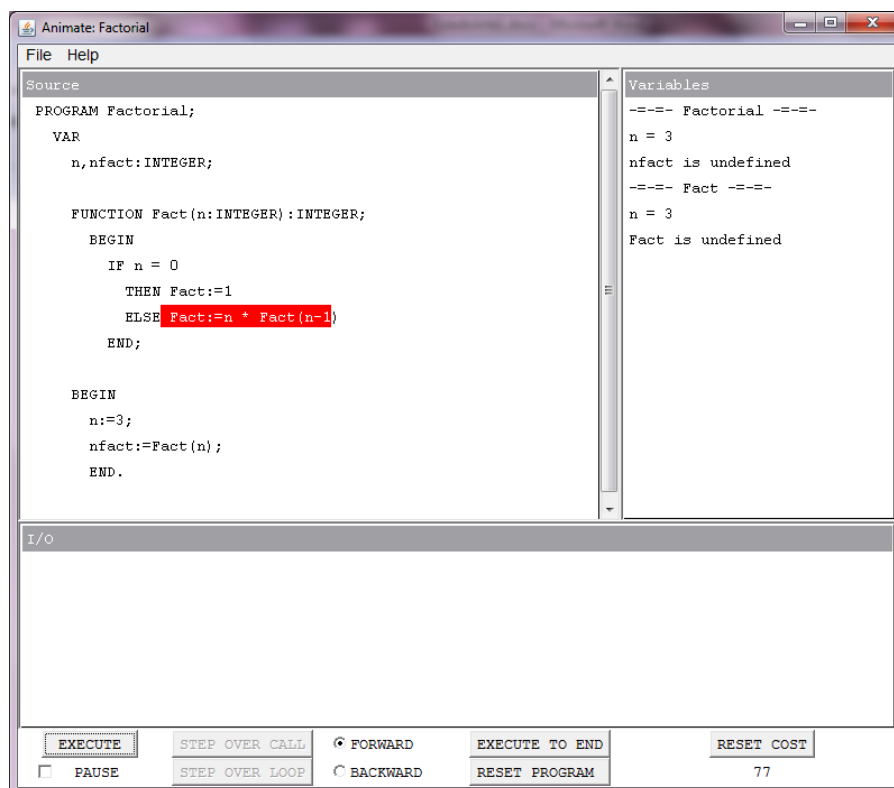 Animate: Factorial
File Help
Source
PROGRAM Factorial;
VAR
n,nfact:INTEGER;
FUNCTION Fact(n:INTEGER):INTEGER;
BEGIN
IF n = 0
THEN Fact:=1
ELSE Fact:=n * Fact(n-1)
END;
BEGIN
n:=3;
nfact:=Fact(n);
END.
Variables
-=-=- Factorial -=-=-
n = 3
nfact is undefined
-=-=- Fact -=-=-
n = 3
Fact is undefined
I/O
EXECUTE STEP OVER CALL FORWARD EXECUTE TO END RESET COST
PAUSE STEP OVER LOOP BACKWARD RESET PROGRAM 77